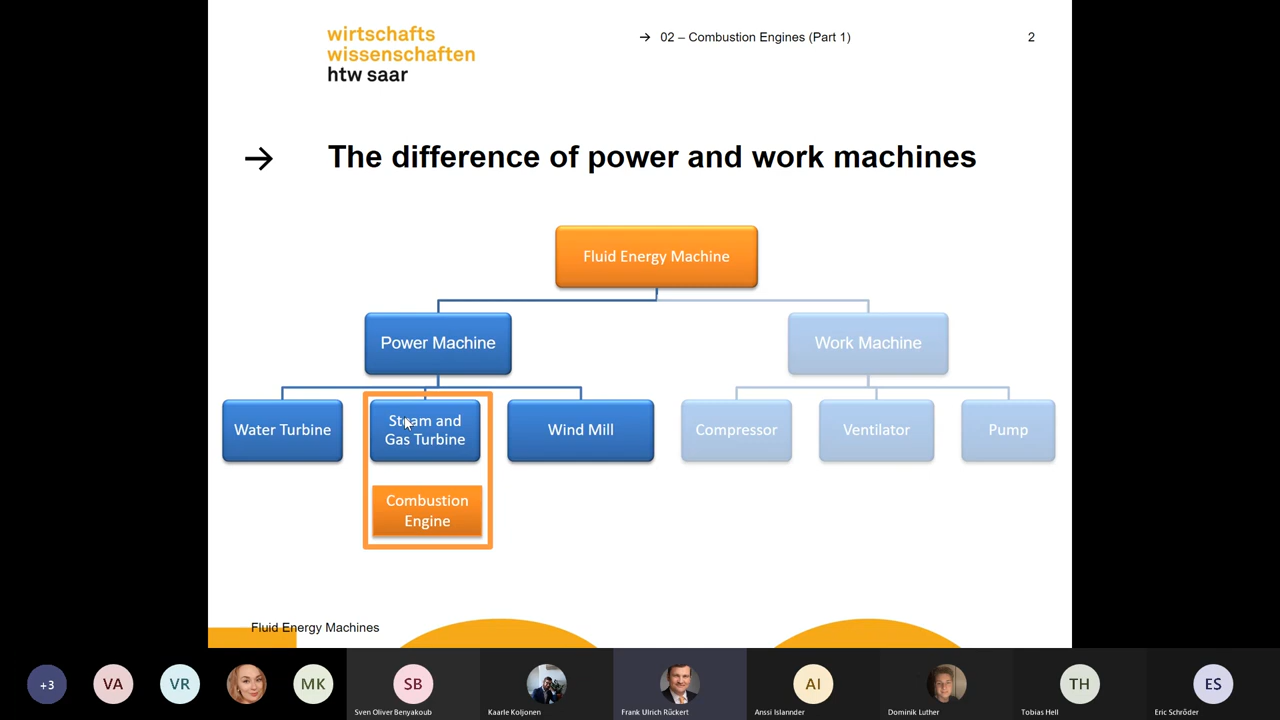 wirtschafts
wissenschaften
htw saar
→ 02 – Combustion Engines (Part 1)
2
→ The difference of power and work machines
Fluid Energy Machine
Power Machine
Work Machine
Water Turbine
Steam and
Gas Turbine
Wind Mill
Compressor
Ventilator
Pump
Combustion
Engine
Fluid Energy Machines
+3
VA
VR
MK
SB
AI
TH
ES
Sven Oliver Benyakoub
Kaarle Koljonen
Frank Ulrich Rückert
Anssi Islannder
Dominik Luther
Tobias Hell
Eric Schröder